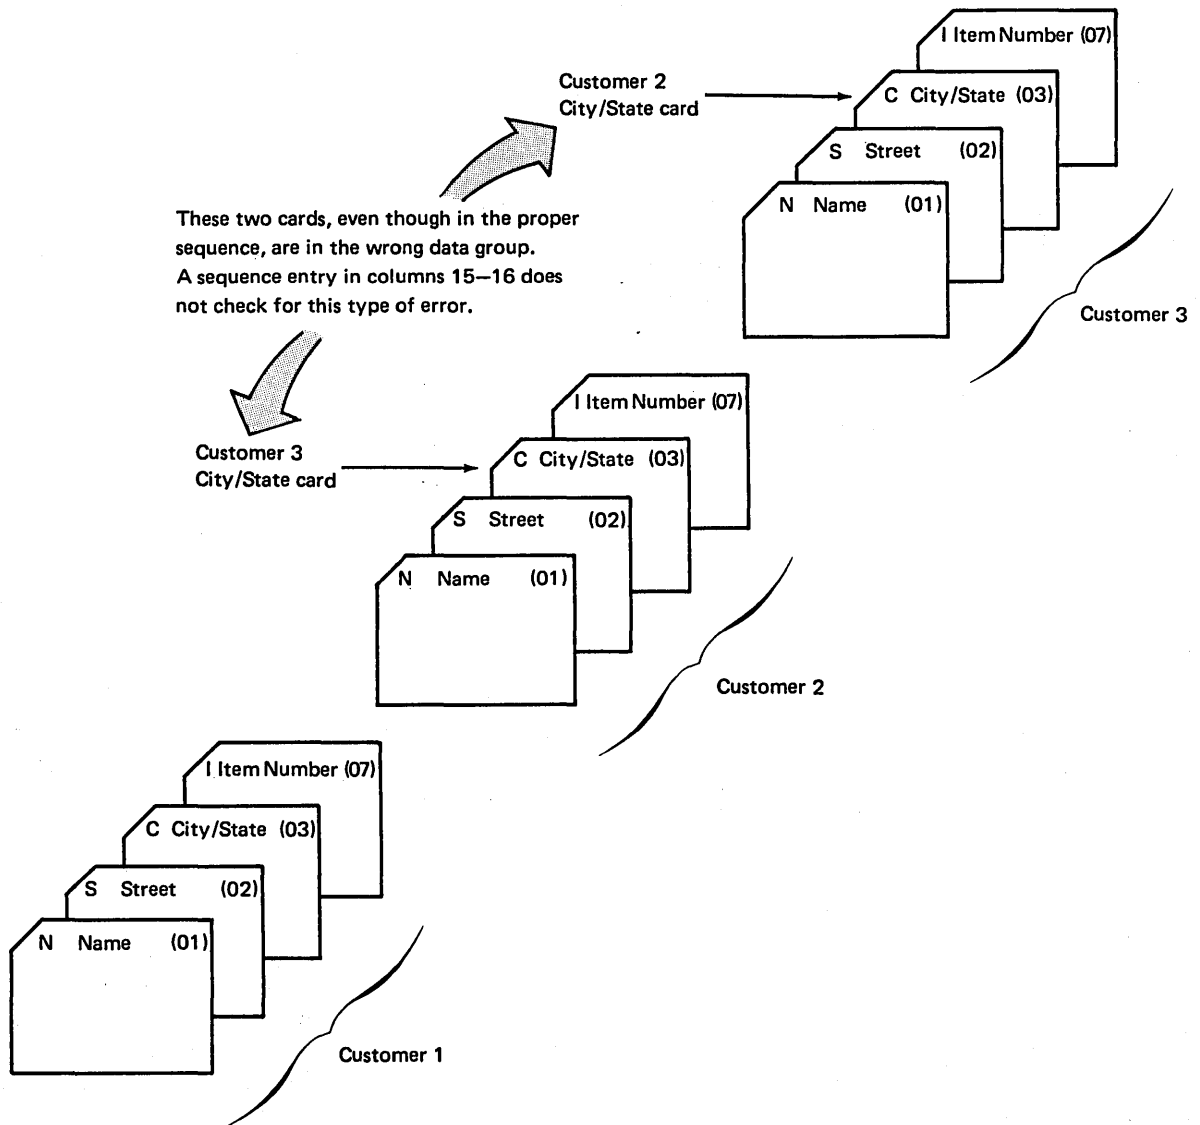 I Item Number (07)
C City/State (03)
S Street (02)
N Name (01)
Customer 3
Customer 2
City/State card
These two cards, even though in the proper
sequence, are in the wrong data group.
A sequence entry in columns 15—16 does
not check for this type of error.
Customer 3
City/State card
I Item Number (07)
C City/State (03)
S Street (02)
N Name (01)
Customer 2
I Item Number (07)
C City/State (03)
S Street (02)
N Name (01)
Customer 1